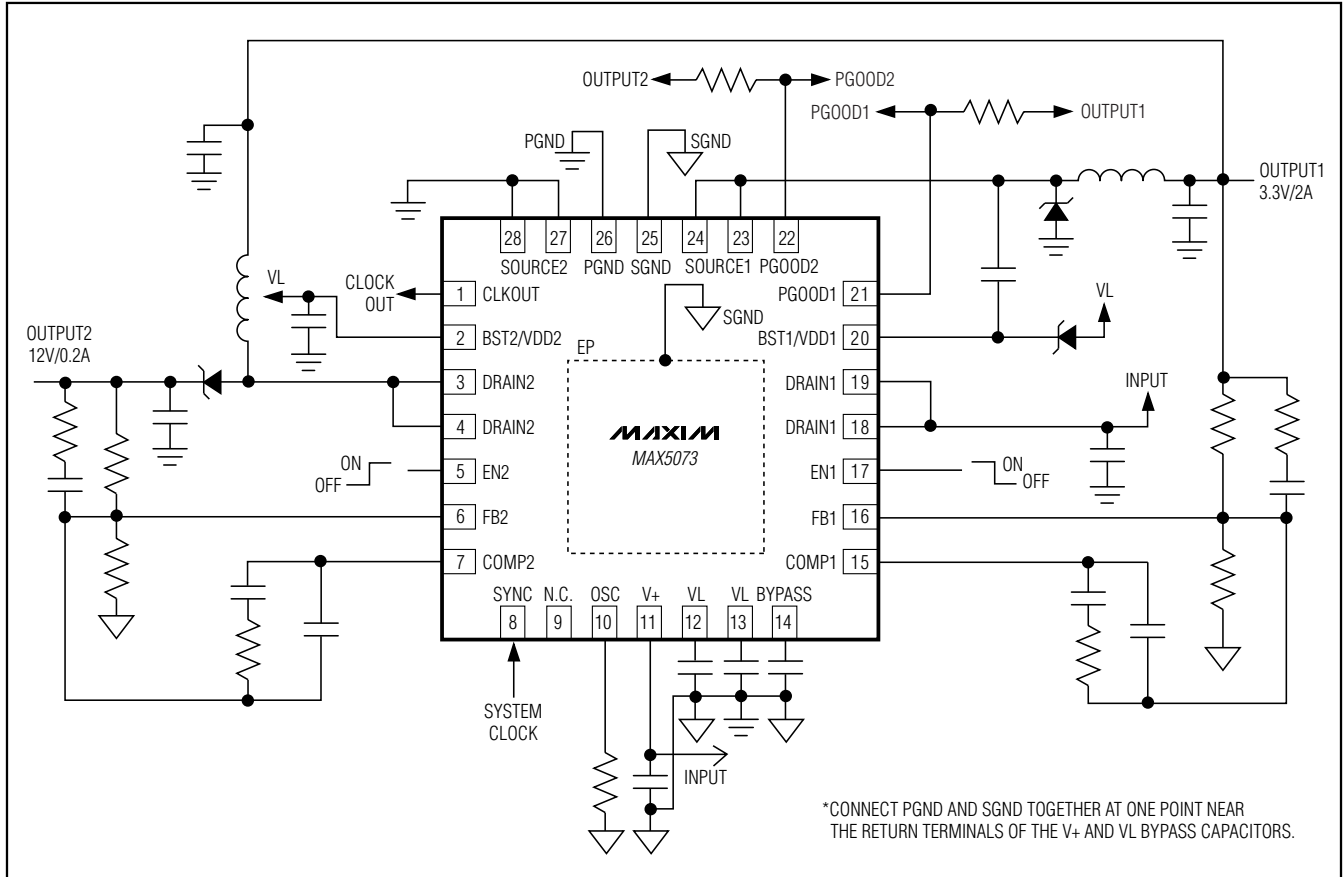 OUTPUT2
PGOOD2
PGOOD1
OUTPUT1
PGND
SGND
OUTPUT1
3.3V/2A
28
27
26
25
24
23
22
SOURCE2
PGND
SGND
SOURCE1
PGOOD2
VL
CLOCK
OUT
1
CLKOUT
PGOOD1
21
SGND
VL
2
BST2/VDD2
BST1/VDD1
20
OUTPUT2
12V/0.2A
EP
3
DRAIN2
DRAIN1
19
INPUT
4
DRAIN2
MAXIM
MAX5073
DRAIN1
18
ON
OFF
5
EN2
EN1
17
ON
OFF
6
FB2
FB1
16
7
COMP2
COMP1
15
SYNC
N.C.
OSC
V+
VL
VL
BYPASS
8
9
10
11
12
13
14
SYSTEM
CLOCK
INPUT
*CONNECT PGND AND SGND TOGETHER AT ONE POINT NEAR
THE RETURN TERMINALS OF THE V+ AND VL BYPASS CAPACITORS.